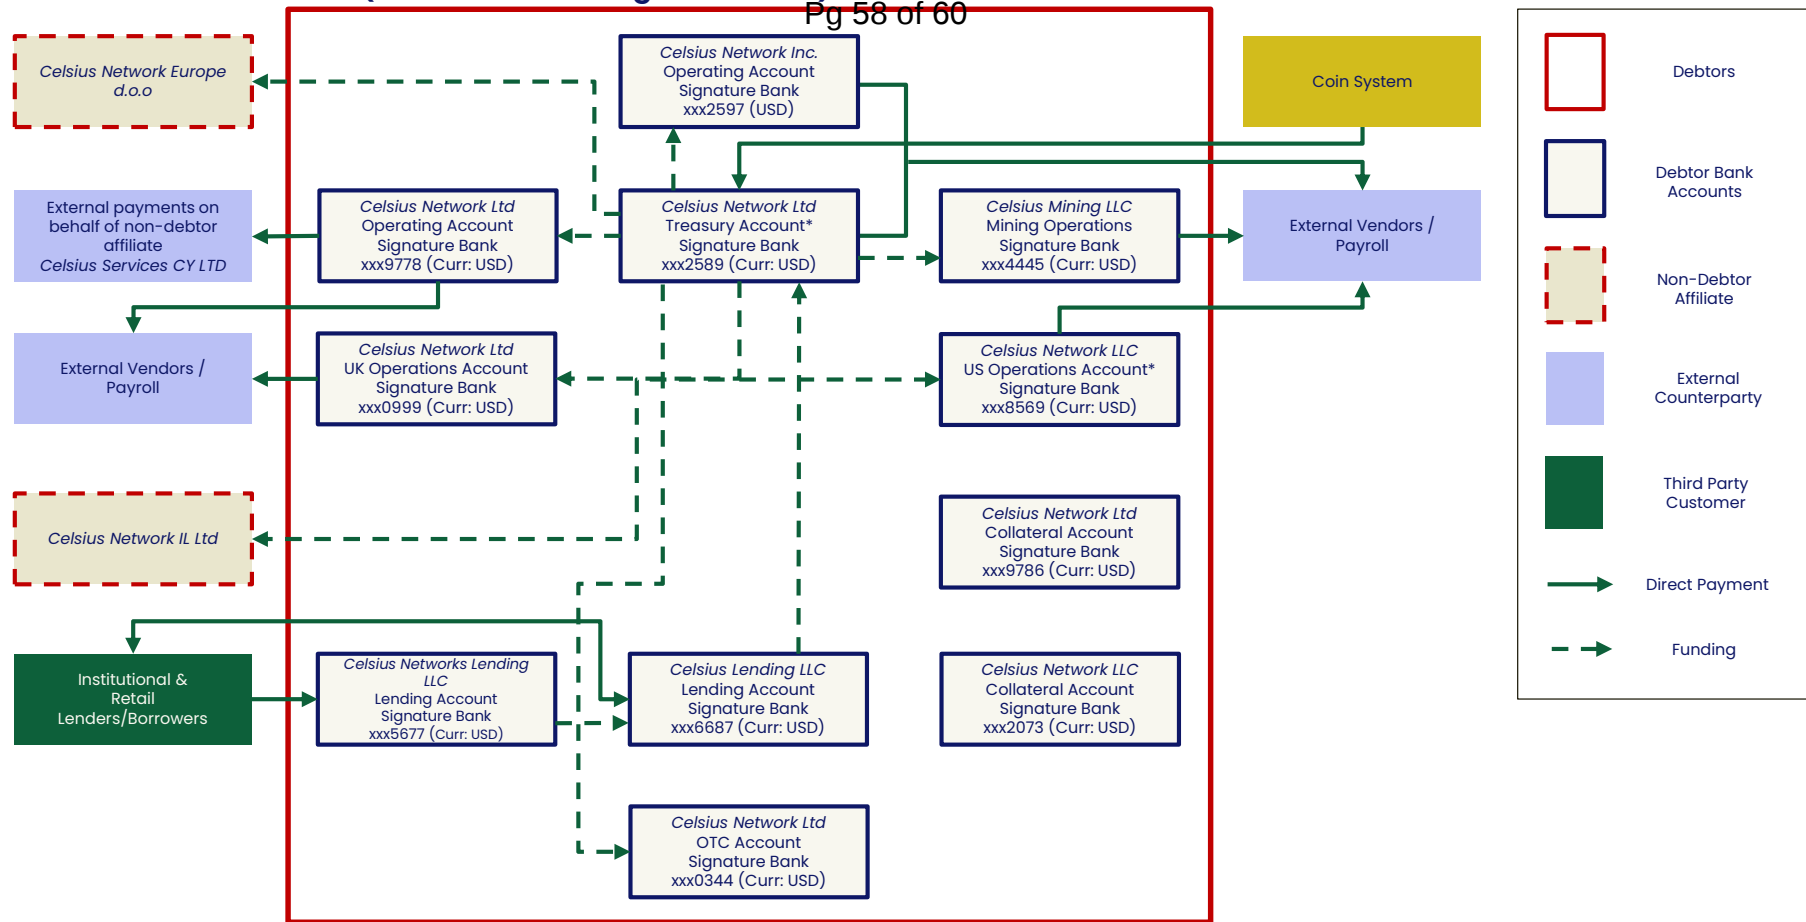 Pg 58 of 60
Celsius Network Europe
d.o.o
Celsius Network Inc.
Operating Account
Signature Bank
xxx2597 (USD)
Coin System
External payments on
behalf of non-debtor
affiliate
Celsius Services CY LTD
Celsius Network Ltd
Operating Account
Signature Bank
xxx9778 (Curr: USD)
Celsius Network Ltd
Treasury Account*
Signature Bank
xxx2589 (Curr: USD)
Celsius Mining LLC
Mining Operations
Signature Bank
xxx4445 (Curr: USD)
External Vendors /
Payroll
External Vendors /
Payroll
Celsius Network Ltd
UK Operations Account
Signature Bank
xxx0999 (Curr: USD)
Celsius Network LLC
US Operations Account*
Signature Bank
xxx8569 (Curr: USD)
Celsius Network IL Ltd
Celsius Network Ltd
Collateral Account
Signature Bank
xxx9786 (Curr: USD)
Institutional &
Retail
Lenders/Borrowers
Celsius Networks Lending
LLC
Lending Account
Signature Bank
xxx5677 (Curr: USD)
Celsius Lending LLC
Lending Account
Signature Bank
xxx6687 (Curr: USD)
Celsius Network LLC
Collateral Account
Signature Bank
xxx2073 (Curr: USD)
Celsius Network Ltd
OTC Account
Signature Bank
xxx0344 (Curr: USD)
Debtors
Debtor Bank
Accounts
Non-Debtor
Affiliate
External
Counterparty
Third Party
Customer
Direct Payment
Funding